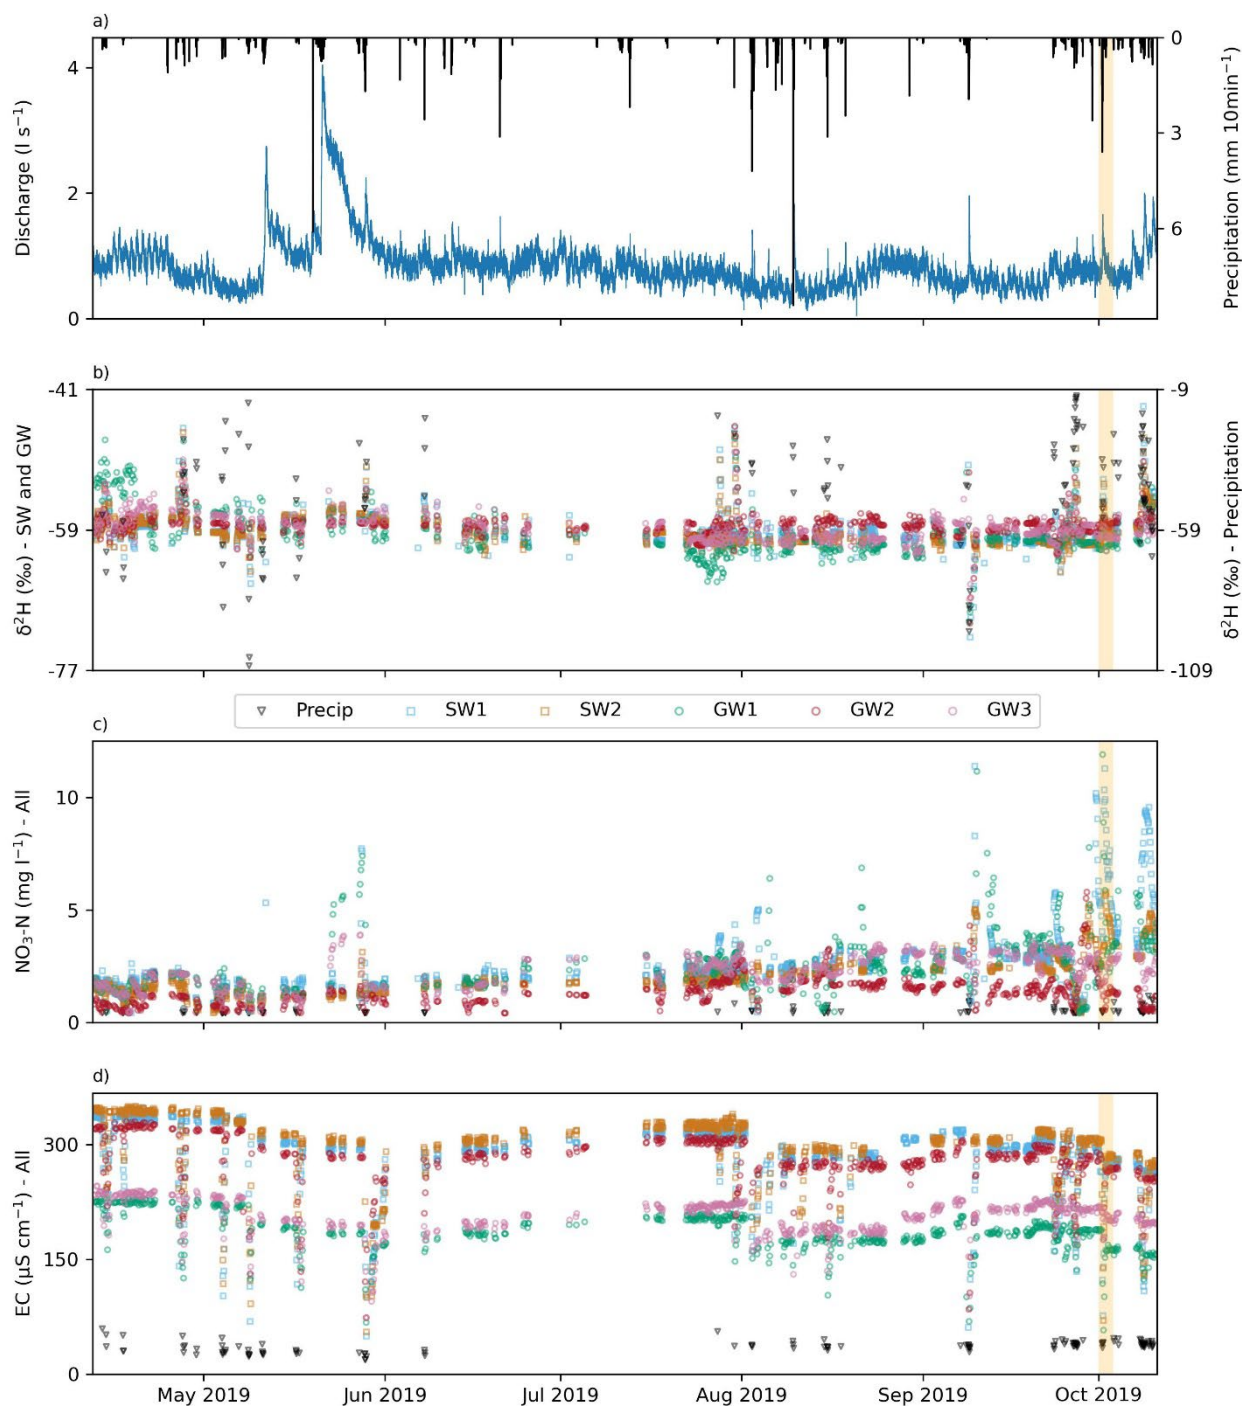 a)
4
2
0
Discharge (l s⁻¹)
0
3
6
Precipitation (mm 10min⁻¹)
b)
-41
-59
-77
δ²H (‰) - SW and GW
-9
-59
-109
δ²H (‰) - Precipitation
Precip SW1 SW2 GW1 GW2 GW3
c)
10
5
0
NO₃-N (mg l⁻¹) - All
d)
300
150
0
EC (µS cm⁻¹) - All
May 2019 Jun 2019 Jul 2019 Aug 2019 Sep 2019 Oct 2019